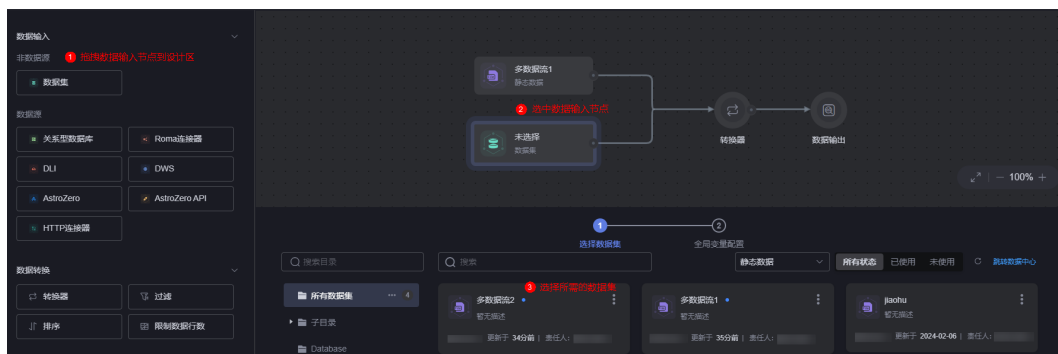 数据输入
非数据源
1 拖拽数据输入节点到设计区
数据集
数据源
关系型数据库
Roma连接器
DLI
DWS
AstroZero
AstroZero API
HTTP连接器
数据转换
转换器
过滤
排序
限制数据行数
多数据流1
静态数据
2 选中数据输入节点
未选择
数据集
转换器
数据输出
100%
1
2
选择数据集
全局变量配置
搜索目录
搜索
静态数据
所有状态 已使用 未使用
跳转数据中心
所有数据集 ··· 4
子目录
Database
3 选择所需的数据集
多数据流2
暂无描述
更新于 34分前 | 责任人:
多数据流1
暂无描述
更新于 35分前 | 责任人:
jiaohu
暂无描述
更新于 2024-02-06 | 责任人: